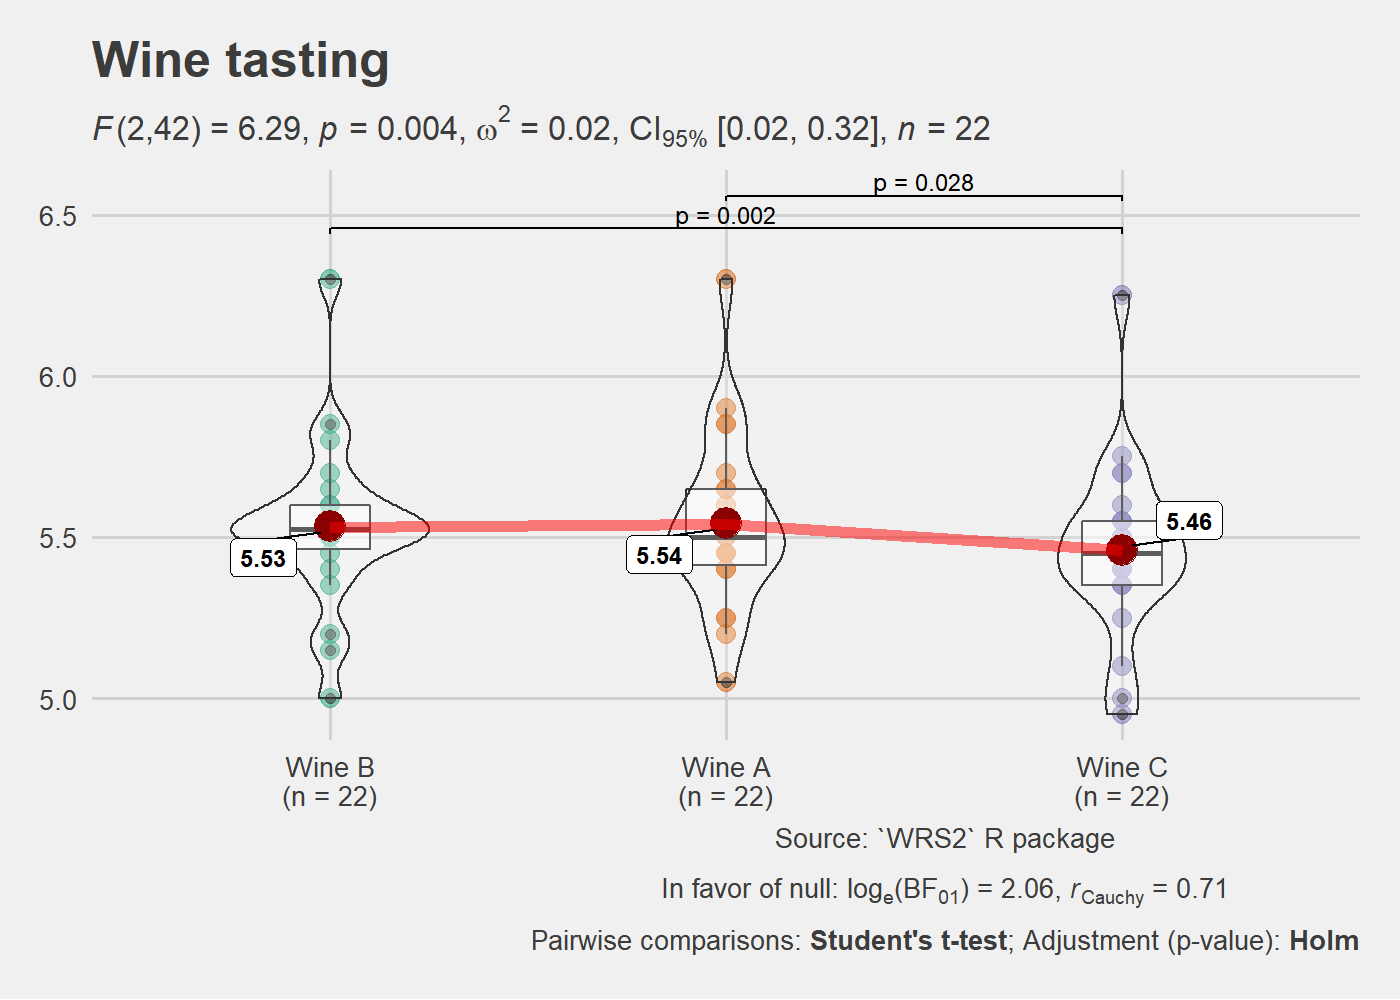 Wine tasting
F(2,42) = 6.29, p = 0.004, ω² = 0.02, CI95% [0.02, 0.32], n = 22
p = 0.028
6.5
p = 0.002
6.0
5.5
5.53
5.54
5.46
5.0
Wine B
(n = 22)
Wine A
(n = 22)
Wine C
(n = 22)
Source: `WRS2` R package
In favor of null: loge(BF01) = 2.06, rCauchy = 0.71
Pairwise comparisons: Student's t-test; Adjustment (p-value): Holm